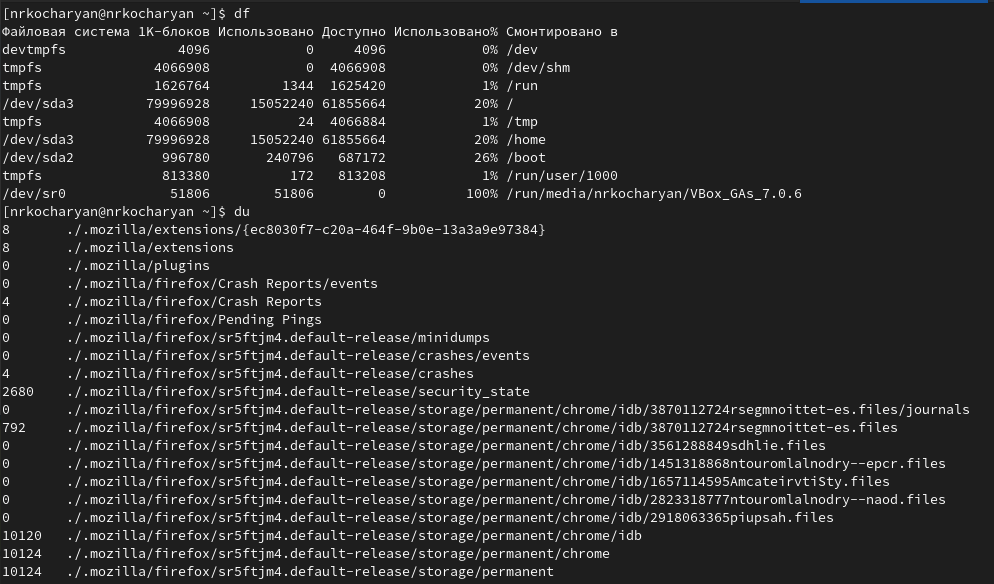 [nrkocharyan@nrkocharyan ~]$ df
Файловая система 1K-блоков Использовано Доступно Использовано% Смонтировано в
devtmpfs              4096            0     4096            0% /dev
tmpfs              4066908            0  4066908            0% /dev/shm
tmpfs              1626764         1344  1625420            1% /run
/dev/sda3         79996928     15052240 61855664           20% /
tmpfs              4066908           24  4066884            1% /tmp
/dev/sda3         79996928     15052240 61855664           20% /home
/dev/sda2           996780       240796   687172           26% /boot
tmpfs               813380          172   813208            1% /run/user/1000
/dev/sr0             51806        51806        0          100% /run/media/nrkocharyan/VBox_GAs_7.0.6
[nrkocharyan@nrkocharyan ~]$ du
8       ./.mozilla/extensions/{ec8030f7-c20a-464f-9b0e-13a3a9e97384}
8       ./.mozilla/extensions
0       ./.mozilla/plugins
0       ./.mozilla/firefox/Crash Reports/events
4       ./.mozilla/firefox/Crash Reports
0       ./.mozilla/firefox/Pending Pings
0       ./.mozilla/firefox/sr5ftjm4.default-release/minidumps
0       ./.mozilla/firefox/sr5ftjm4.default-release/crashes/events
4       ./.mozilla/firefox/sr5ftjm4.default-release/crashes
2680    ./.mozilla/firefox/sr5ftjm4.default-release/security_state
0       ./.mozilla/firefox/sr5ftjm4.default-release/storage/permanent/chrome/idb/3870112724rsegmnoittet-es.files/journals
792     ./.mozilla/firefox/sr5ftjm4.default-release/storage/permanent/chrome/idb/3870112724rsegmnoittet-es.files
0       ./.mozilla/firefox/sr5ftjm4.default-release/storage/permanent/chrome/idb/3561288849sdhlie.files
0       ./.mozilla/firefox/sr5ftjm4.default-release/storage/permanent/chrome/idb/1451318868ntouromlalnodry--epcr.files
0       ./.mozilla/firefox/sr5ftjm4.default-release/storage/permanent/chrome/idb/1657114595AmcateirvtiSty.files
0       ./.mozilla/firefox/sr5ftjm4.default-release/storage/permanent/chrome/idb/2823318777ntouromlalnodry--naod.files
0       ./.mozilla/firefox/sr5ftjm4.default-release/storage/permanent/chrome/idb/2918063365piupsah.files
10120   ./.mozilla/firefox/sr5ftjm4.default-release/storage/permanent/chrome/idb
10124   ./.mozilla/firefox/sr5ftjm4.default-release/storage/permanent/chrome
10124   ./.mozilla/firefox/sr5ftjm4.default-release/storage/permanent